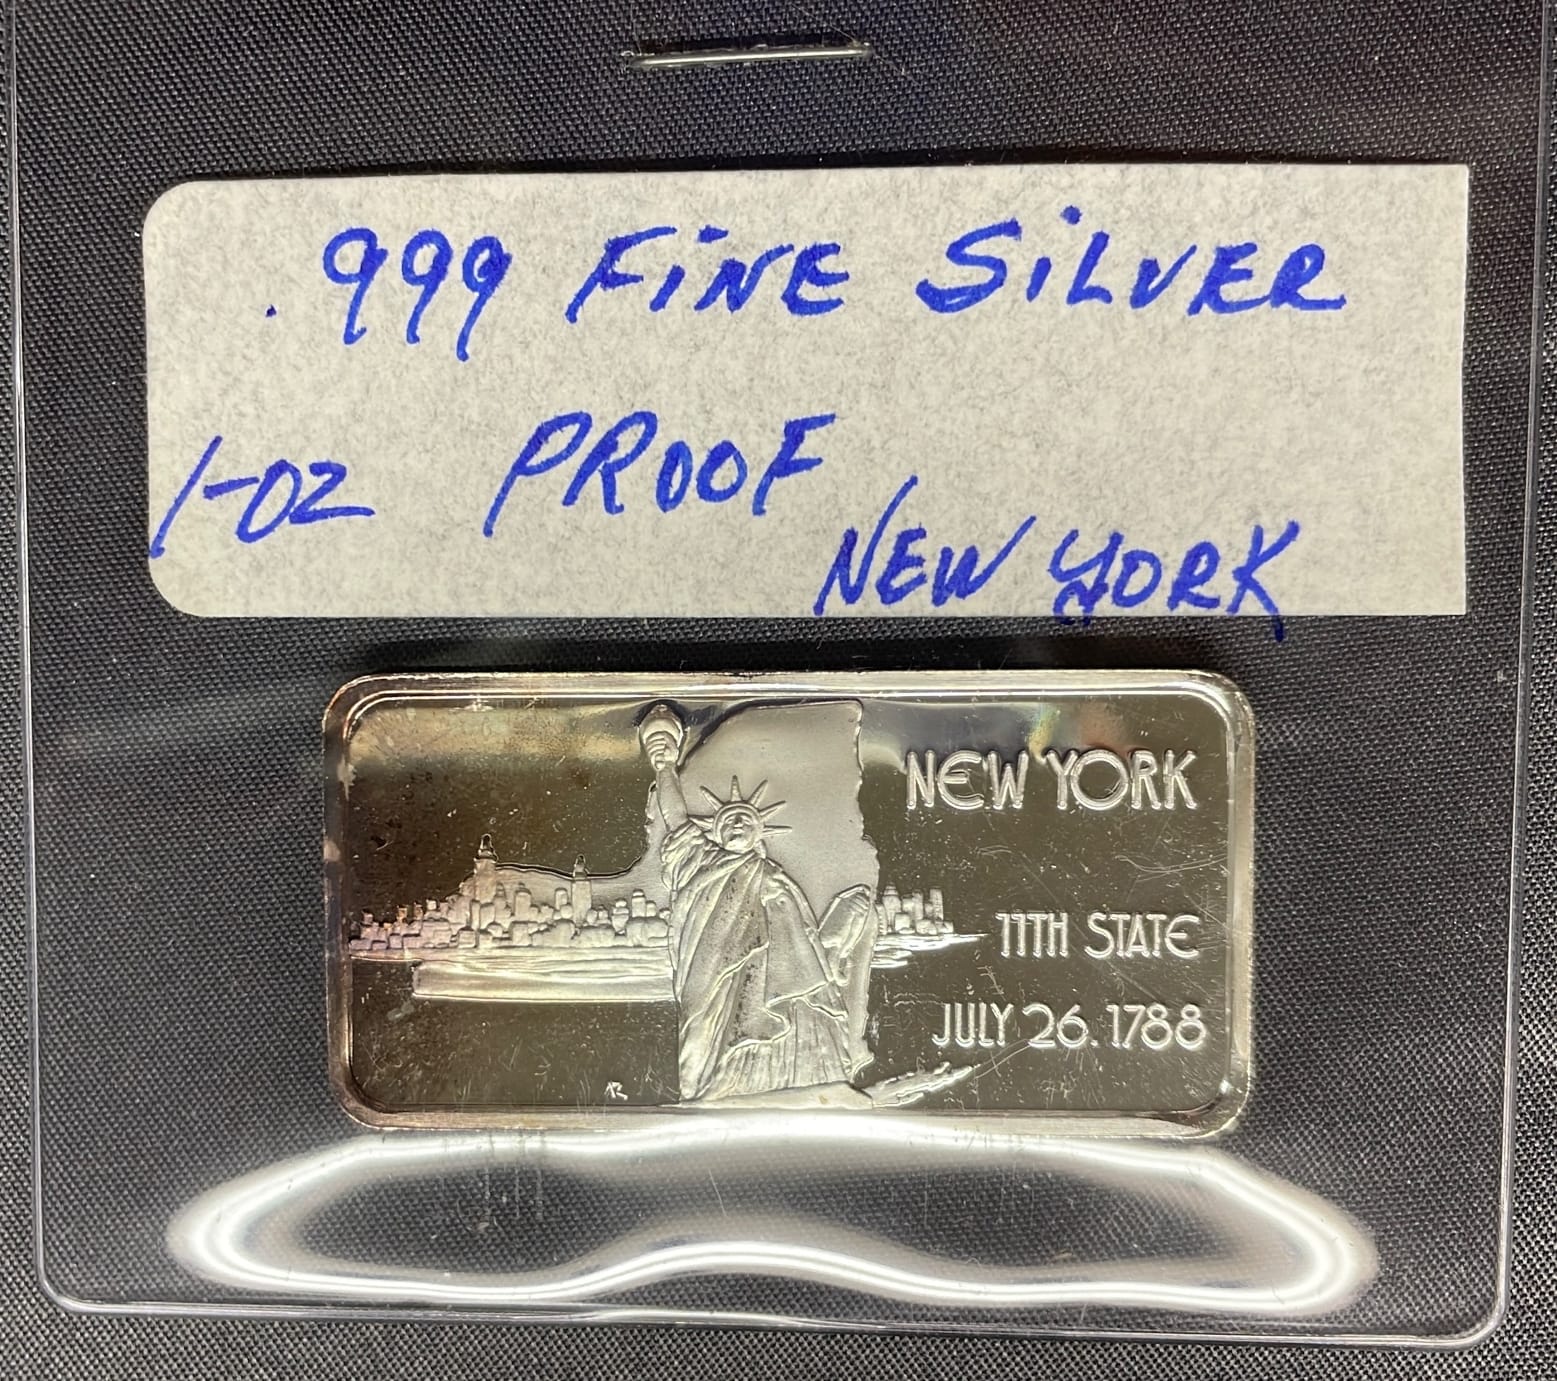 .999 FiNE SiLVER
1-OZ PROOF
NEW YORK
NEW YORK
11TH STATE
JULY 26. 1788